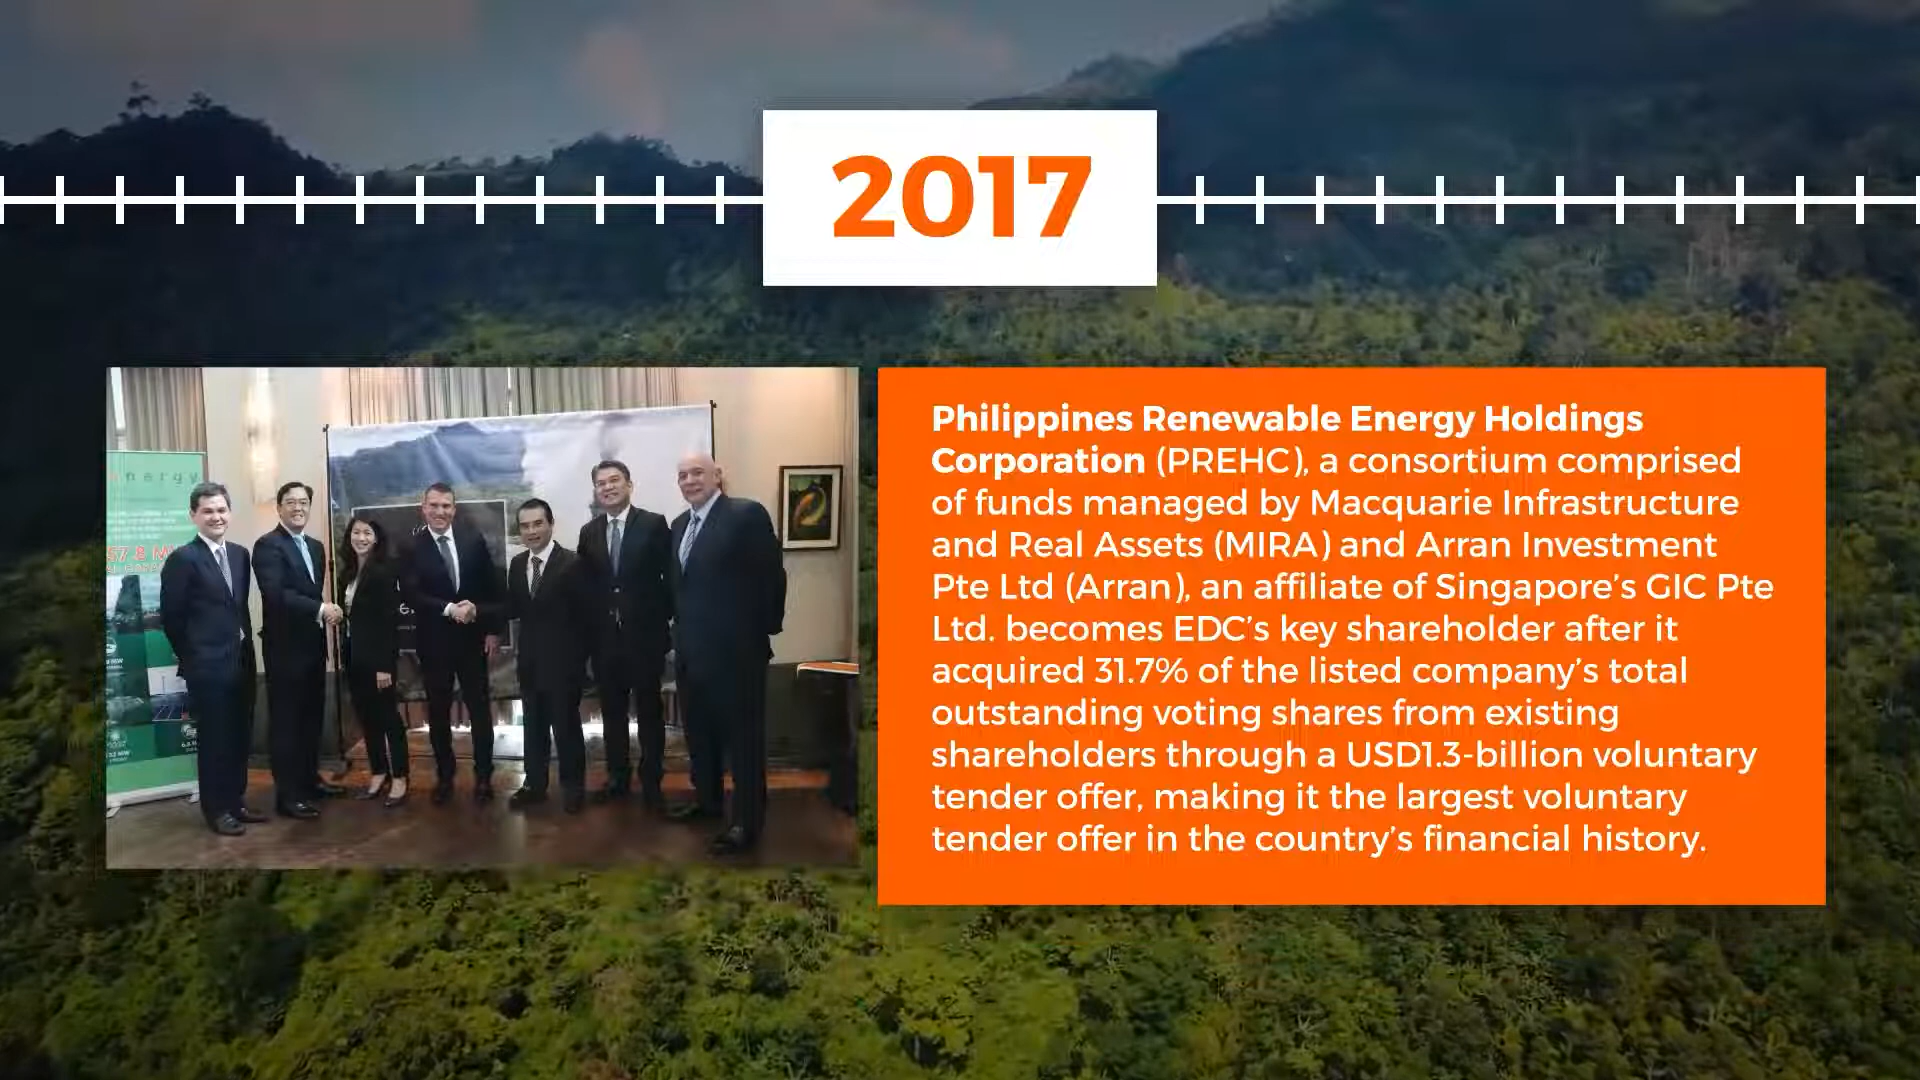 2017
Philippines Renewable Energy Holdings
Corporation (PREHC), a consortium comprised
of funds managed by Macquarie Infrastructure
and Real Assets (MIRA) and Arran Investment
Pte Ltd (Arran), an affiliate of Singapore's GIC Pte
Ltd. becomes EDC's key shareholder after it
acquired 31.7% of the listed company's total
outstanding voting shares from existing
shareholders through a USD1.3-billion voluntary
tender offer, making it the largest voluntary
tender offer in the country's financial history.